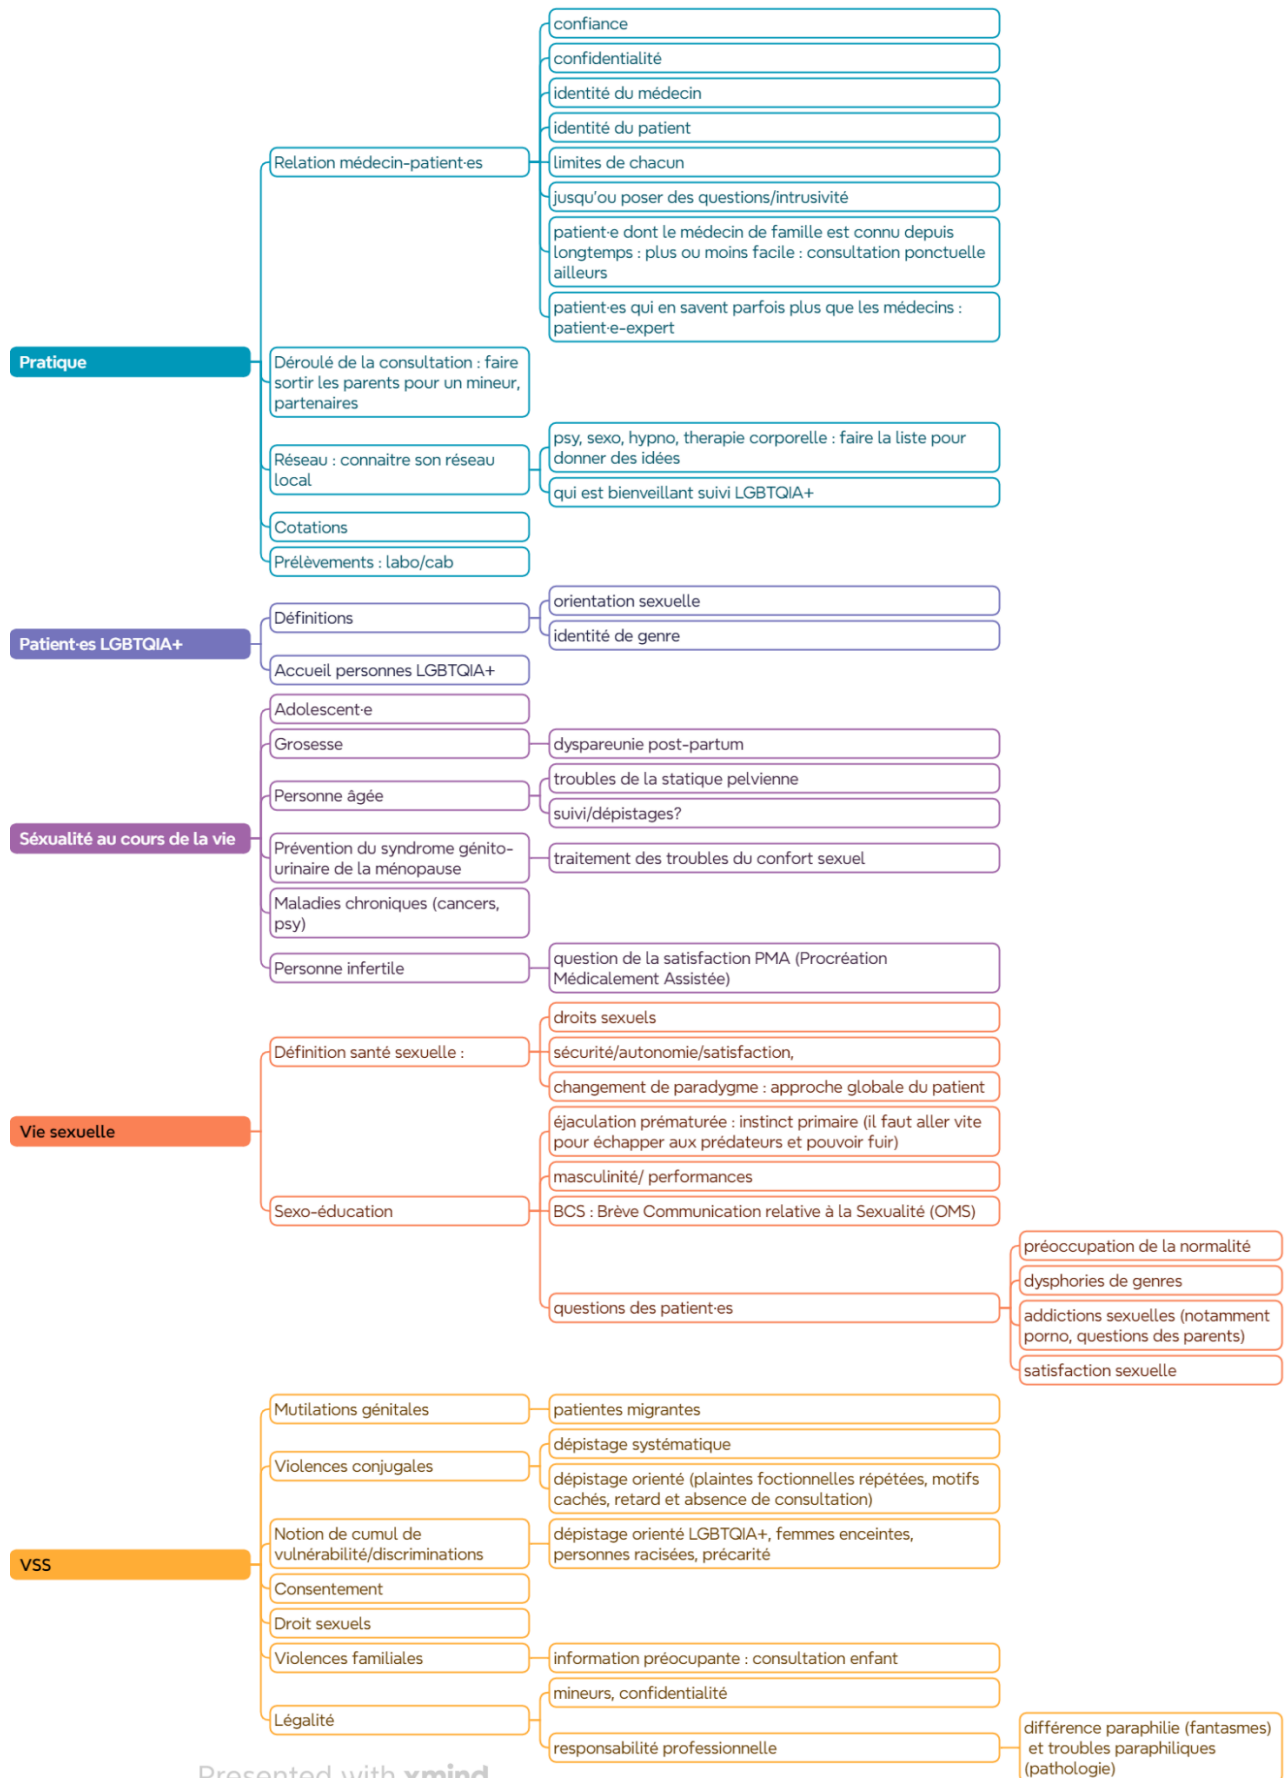 Pratique
Relation médecin-patient·es
confiance
confidentialité
identité du médecin
identité du patient
limites de chacun
jusqu'ou poser des questions/intrusivité
patient·e dont le médecin de famille est connu depuis
longtemps : plus ou moins facile : consultation ponctuelle
ailleurs
patient·es qui en savent parfois plus que les médecins :
patient·e-expert
Déroulé de la consultation : faire
sortir les parents pour un mineur,
partenaires
Réseau : connaitre son réseau
local
psy, sexo, hypno, therapie corporelle : faire la liste pour
donner des idées
qui est bienveillant suivi LGBTQIA+
Cotations
Prélèvements : labo/cab
Patient·es LGBTQIA+
Définitions
orientation sexuelle
identité de genre
Accueil personnes LGBTQIA+
Séxualité au cours de la vie
Adolescent·e
Grosesse
dyspareunie post-partum
Personne âgée
troubles de la statique pelvienne
suivi/dépistages?
Prévention du syndrome génito-
urinaire de la ménopause
traitement des troubles du confort sexuel
Maladies chroniques (cancers,
psy)
Personne infertile
question de la satisfaction PMA (Procréation
Médicalement Assistée)
Vie sexuelle
Définition santé sexuelle :
droits sexuels
sécurité/autonomie/satisfaction,
changement de paradygme : approche globale du patient
Sexo-éducation
éjaculation prématurée : instinct primaire (il faut aller vite
pour échapper aux prédateurs et pouvoir fuir)
masculinité/ performances
BCS : Brève Communication relative à la Sexualité (OMS)
questions des patient·es
préoccupation de la normalité
dysphories de genres
addictions sexuelles (notamment
porno, questions des parents)
satisfaction sexuelle
VSS
Mutilations génitales
patientes migrantes
Violences conjugales
dépistage systématique
dépistage orienté (plaintes foctionnelles répétées, motifs
cachés, retard et absence de consultation)
Notion de cumul de
vulnérabilité/discriminations
dépistage orienté LGBTQIA+, femmes enceintes,
personnes racisées, précarité
Consentement
Droit sexuels
Violences familiales
information préocupante : consultation enfant
Légalité
mineurs, confidentialité
responsabilité professionnelle
différence paraphilie (fantasmes)
et troubles paraphiliques
(pathologie)
Presented with xmind